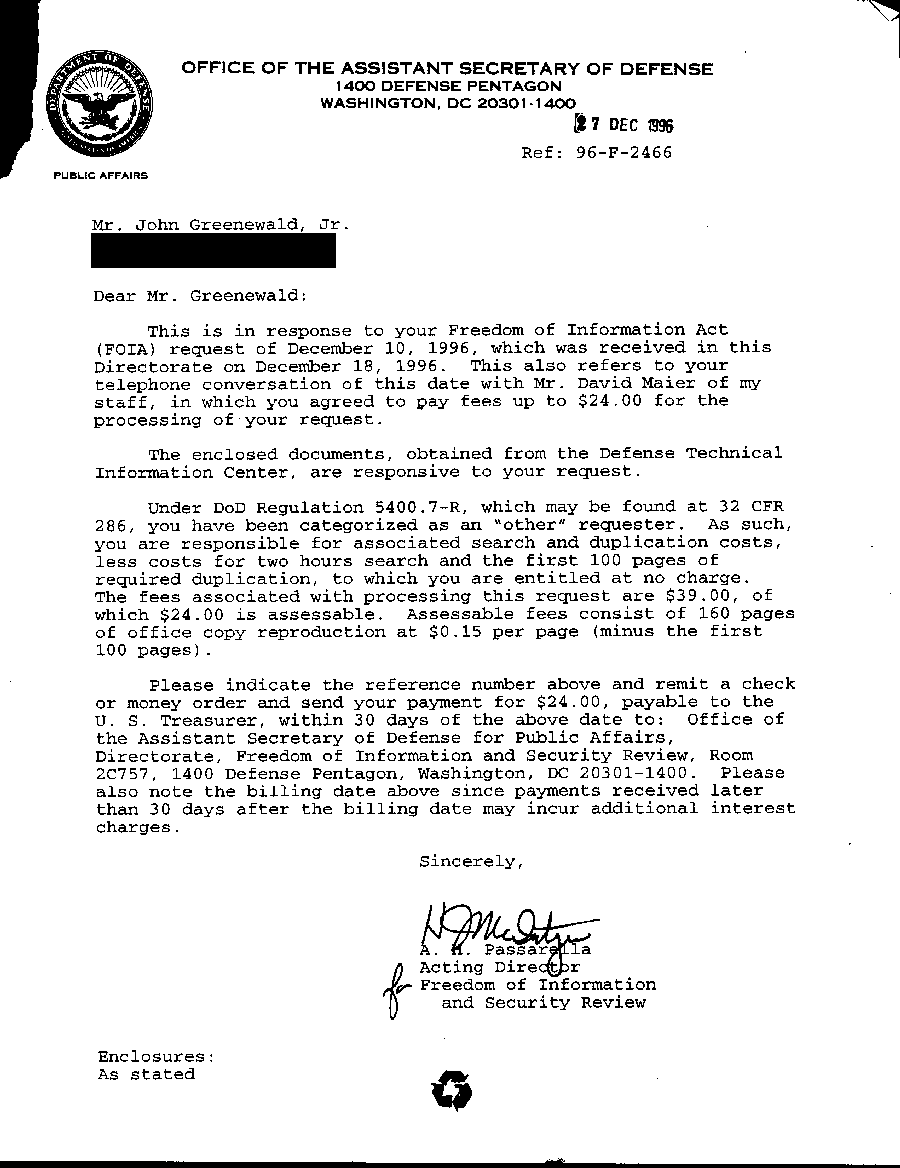 DEPARTMENT OF DEFENSE
OFFICE OF THE ASSISTANT SECRETARY OF DEFENSE
1400 DEFENSE PENTAGON
WASHINGTON, DC 20301-1400
27 DEC 1996
Ref: 96-F-2466
PUBLIC AFFAIRS
Mr. John Greenewald, Jr.
Dear Mr. Greenewald:
This is in response to your Freedom of Information Act
(FOIA) request of December 10, 1996, which was received in this
Directorate on December 18, 1996. This also refers to your
telephone conversation of this date with Mr. David Maier of my
staff, in which you agreed to pay fees up to $24.00 for the
processing of your request.
The enclosed documents, obtained from the Defense Technical
Information Center, are responsive to your request.
Under DoD Regulation 5400.7-R, which may be found at 32 CFR
286, you have been categorized as an "other" requester. As such,
you are responsible for associated search and duplication costs,
less costs for two hours search and the first 100 pages of
required duplication, to which you are entitled at no charge.
The fees associated with processing this request are $39.00, of
which $24.00 is assessable. Assessable fees consist of 160 pages
of office copy reproduction at $0.15 per page (minus the first
100 pages).
Please indicate the reference number above and remit a check
or money order and send your payment for $24.00, payable to the
U. S. Treasurer, within 30 days of the above date to: Office of
the Assistant Secretary of Defense for Public Affairs,
Directorate, Freedom of Information and Security Review, Room
2C757, 1400 Defense Pentagon, Washington, DC 20301-1400. Please
also note the billing date above since payments received later
than 30 days after the billing date may incur additional interest
charges.
Sincerely,
A. H. Passarella
Acting Director
for Freedom of Information
and Security Review
Enclosures:
As stated